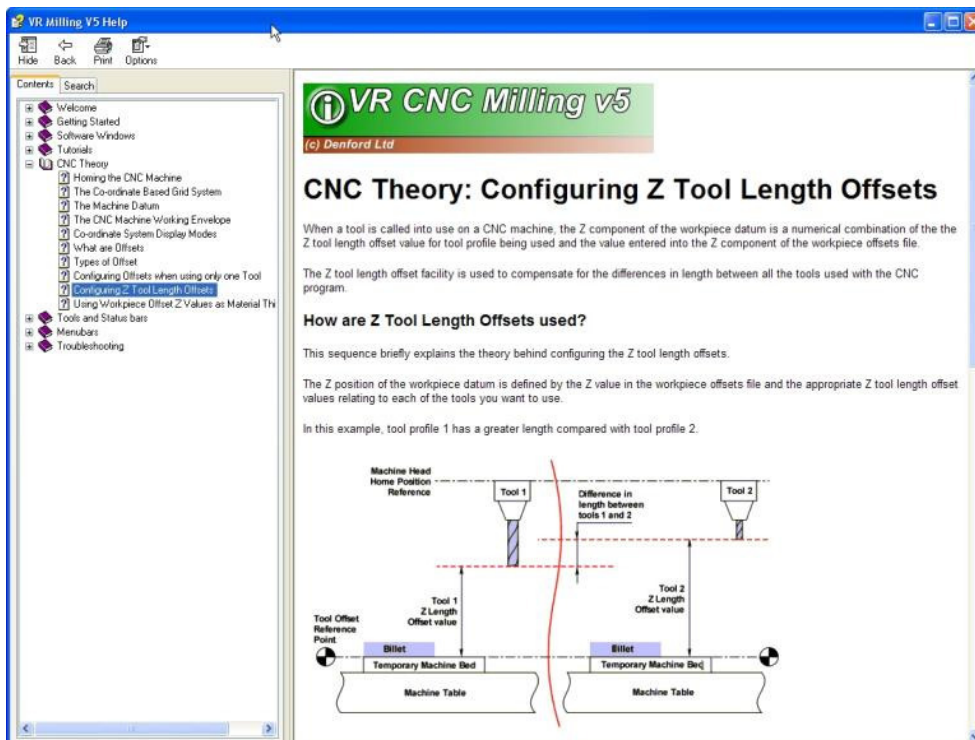 VR Milling V5 Help
Hide Back Print Options
Contents Search
Welcome
Getting Started
Software Windows
Tutorials
CNC Theory
Homing the CNC Machine
The Co-ordinate Based Grid System
The Machine Datum
The CNC Machine Working Envelope
Co-ordinate System Display Modes
What are Offsets
Types of Offset
Configuring Offsets when using only one Tool
Configuring Z Tool Length Offsets
Using Workpiece Offset Z Values as Material Thi
Tools and Status bars
Menubars
Troubleshooting
VR CNC Milling v5
(c) Denford Ltd
CNC Theory: Configuring Z Tool Length Offsets
When a tool is called into use on a CNC machine, the Z component of the workpiece datum is a numerical combination of the the
Z tool length offset value for tool profile being used and the value entered into the Z component of the workpiece offsets file.
The Z tool length offset facility is used to compensate for the differences in length between all the tools used with the CNC
program.
How are Z Tool Length Offsets used?
This sequence briefly explains the theory behind configuring the Z tool length offsets.
The Z position of the workpiece datum is defined by the Z value in the workpiece offsets file and the appropriate Z tool length offset
values relating to each of the tools you want to use.
In this example, tool profile 1 has a greater length compared with tool profile 2.
Machine Head
Home Position
Reference
Tool 1
Difference in
length between
tools 1 and 2
Tool 2
Tool 1
Z Length
Offset value
Tool 2
Z Length
Offset value
Tool Offset
Reference
Point
Billet
Temporary Machine Bed
Machine Table
Billet
Temporary Machine Bed
Machine Table